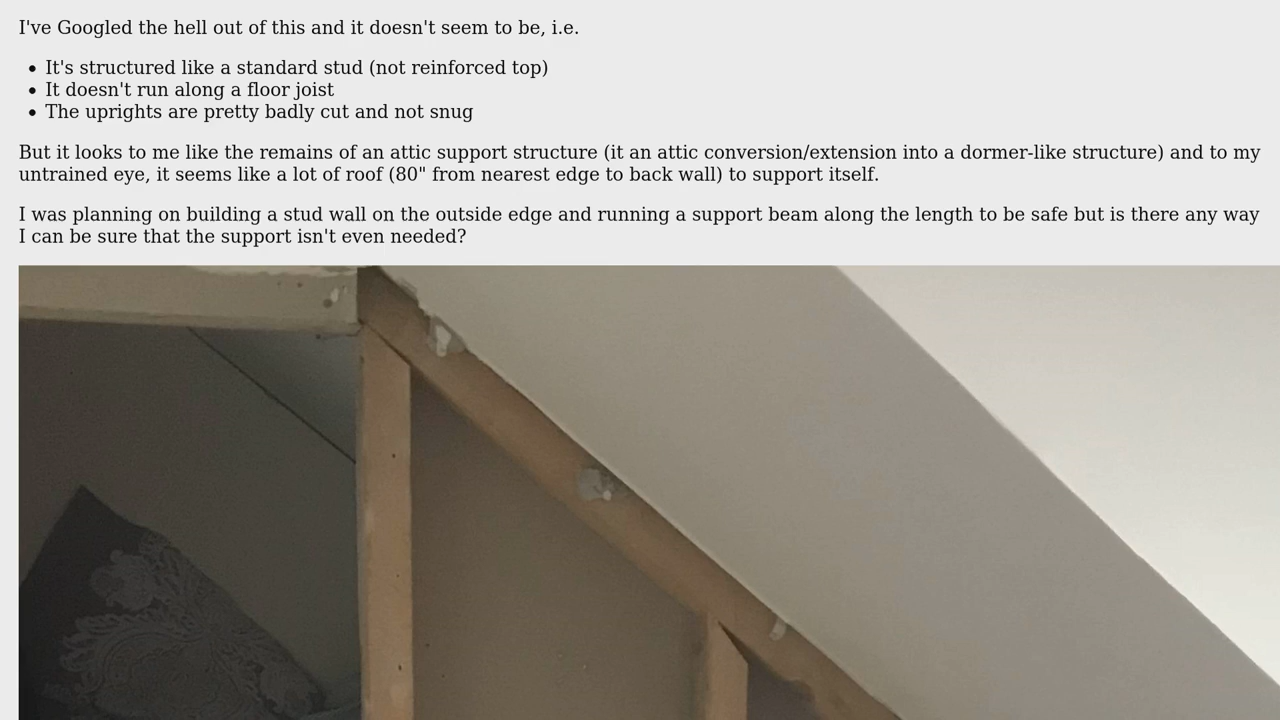 I've Googled the hell out of this and it doesn't seem to be, i.e.
• It's structured like a standard stud (not reinforced top)
• It doesn't run along a floor joist
• The uprights are pretty badly cut and not snug
But it looks to me like the remains of an attic support structure (it an attic conversion/extension into a dormer-like structure) and to my
untrained eye, it seems like a lot of roof (80" from nearest edge to back wall) to support itself.
I was planning on building a stud wall on the outside edge and running a support beam along the length to be safe but is there any way
I can be sure that the support isn't even needed?